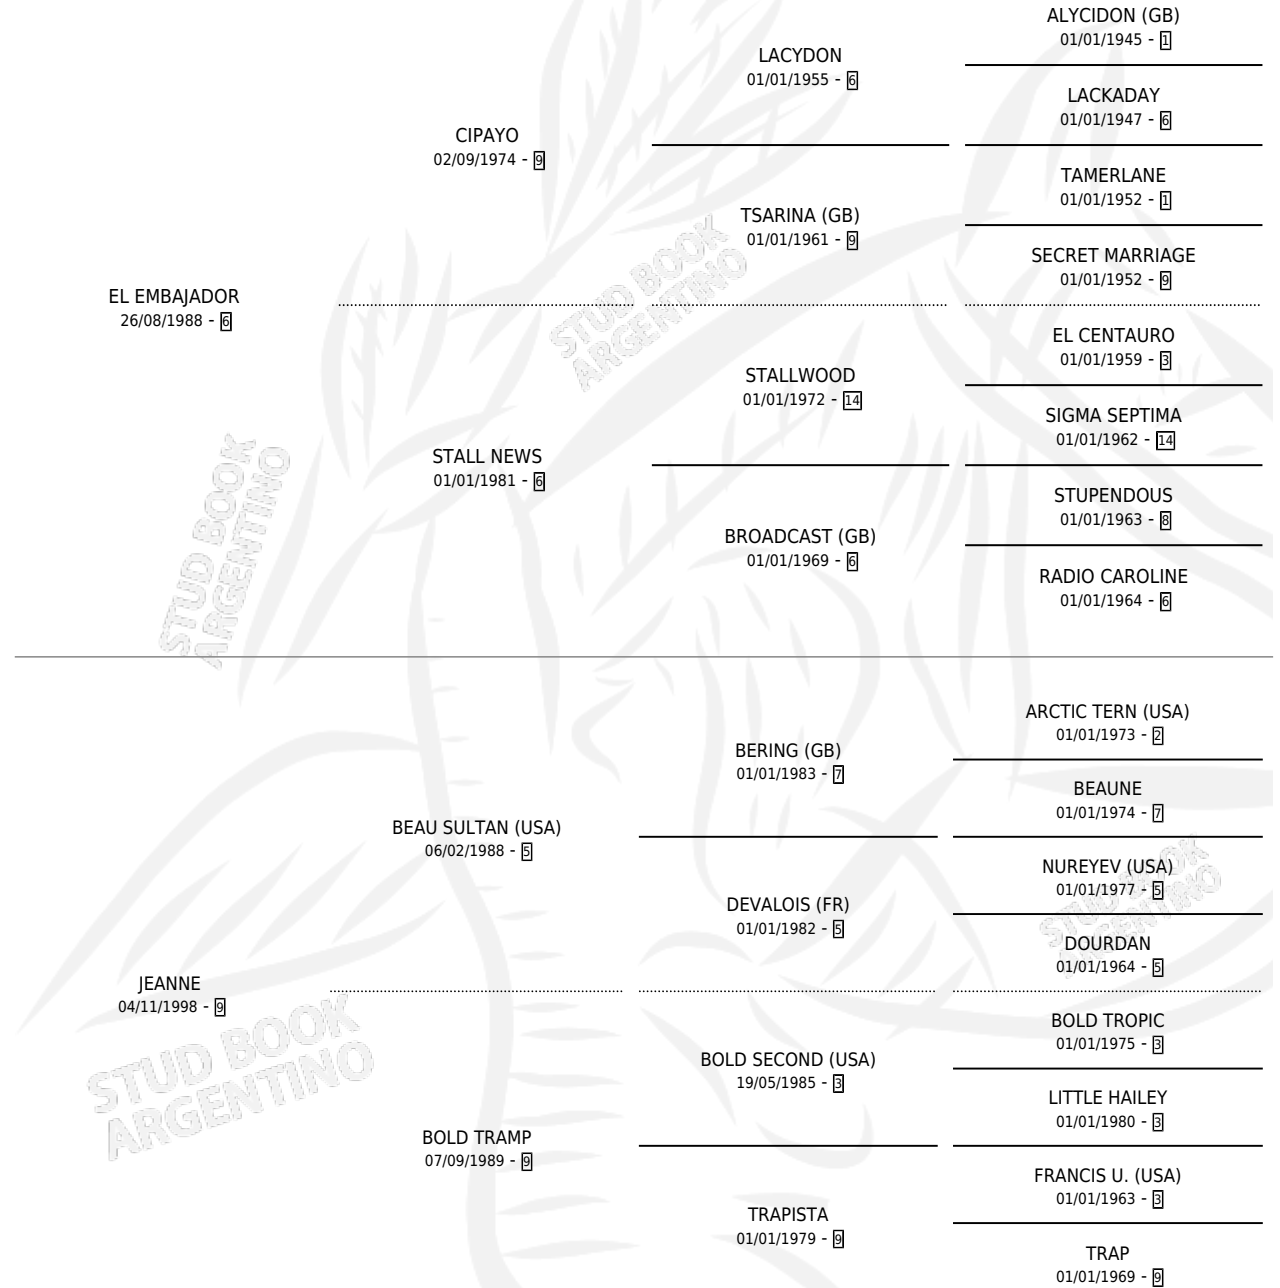 ALYCIDON (GB)
01/01/1945 - 1
LACYDON
01/01/1955 - 6
LACKADAY
01/01/1947 - 6
CIPAYO
02/09/1974 - 9
TAMERLANE
01/01/1952 - 1
TSARINA (GB)
01/01/1961 - 9
SECRET MARRIAGE
01/01/1952 - 9
EL EMBAJADOR
26/08/1988 - 6
STUD BOOK
ARGENTINO
EL CENTAURO
01/01/1959 - 3
STALLWOOD
01/01/1972 - 14
SIGMA SEPTIMA
01/01/1962 - 14
STALL NEWS
01/01/1981 - 6
STUPENDOUS
01/01/1963 - 8
BROADCAST (GB)
01/01/1969 - 6
RADIO CAROLINE
01/01/1964 - 6
STUD BOOK
ARGENTINO
ARCTIC TERN (USA)
01/01/1973 - 2
BERING (GB)
01/01/1983 - 7
BEAUNE
01/01/1974 - 7
BEAU SULTAN (USA)
06/02/1988 - 5
NUREYEV (USA)
01/01/1977 - 5
DEVALOIS (FR)
01/01/1982 - 5
DOURDAN
01/01/1964 - 5
STUD BOOK
ARGENTINO
JEANNE
04/11/1998 - 9
BOLD TROPIC
01/01/1975 - 3
BOLD SECOND (USA)
19/05/1985 - 3
LITTLE HAILEY
01/01/1980 - 3
STUD BOOK
ARGENTINO
BOLD TRAMP
07/09/1989 - 9
FRANCIS U. (USA)
01/01/1963 - 3
TRAPISTA
01/01/1979 - 9
TRAP
01/01/1969 - 9